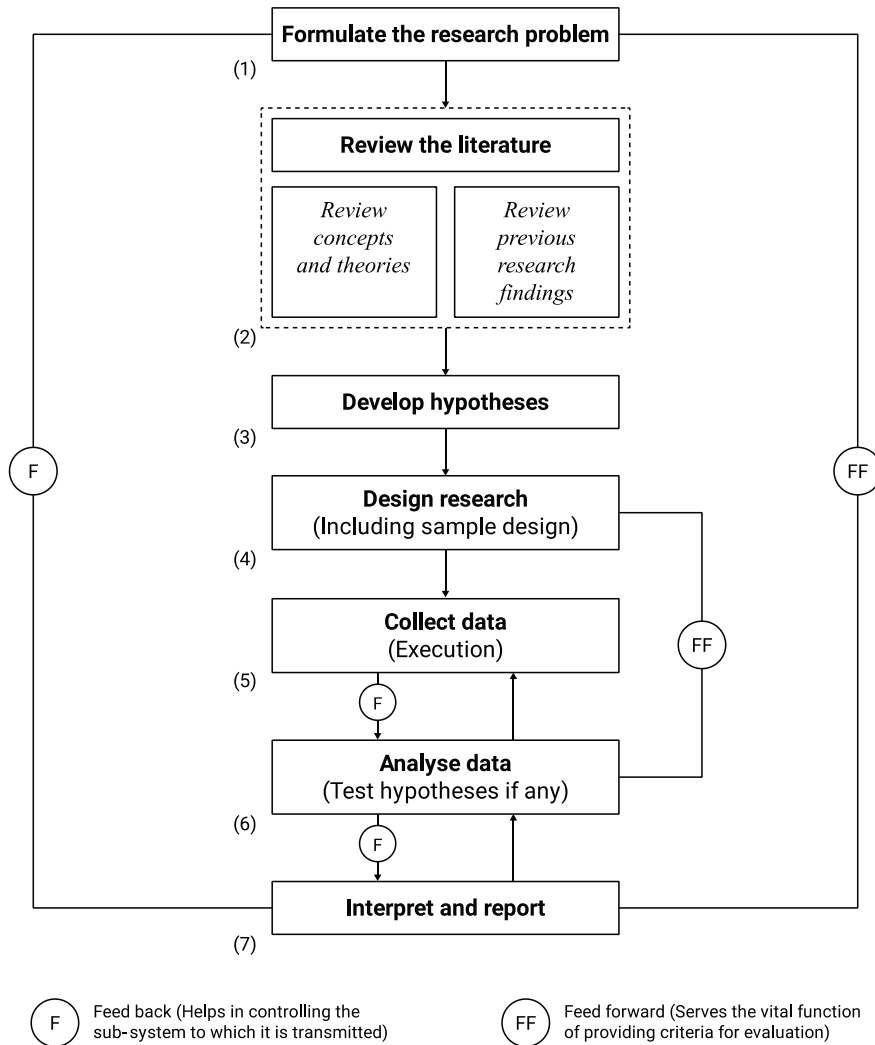 Formulate the research problem
(1)
Review the literature
Review
concepts
and theories
Review
previous
research
findings
(2)
Develop hypotheses
(3)
F
FF
Design research
(Including sample design)
(4)
Collect data
(Execution)
FF
(5)
F
Analyse data
(Test hypotheses if any)
(6)
F
Interpret and report
(7)
F
Feed back (Helps in controlling the
sub-system to which it is transmitted)
FF
Feed forward (Serves the vital function
of providing criteria for evaluation)